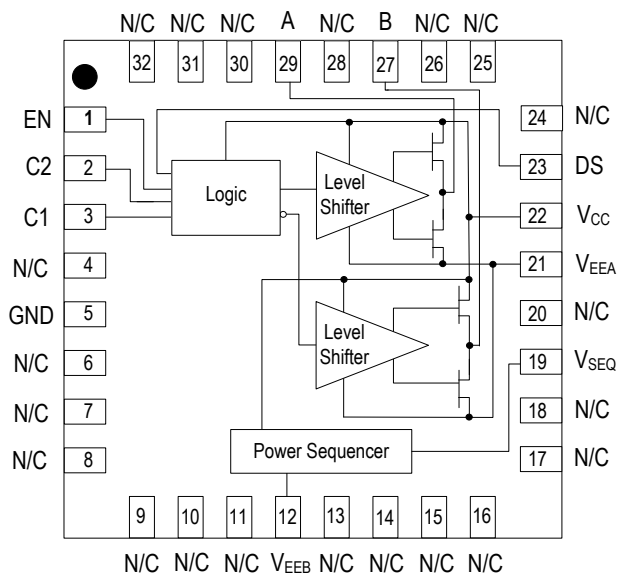 N/C N/C N/C A N/C B N/C N/C
32 31 30 29 28 27 26 25
EN 1
C2 2
C1 3
N/C 4
GND 5
N/C 6
N/C 7
N/C 8
Logic
Level
Shifter
Level
Shifter
Power Sequencer
24 N/C
23 DS
22 VCC
21 VEEA
20 N/C
19 VSEQ
18 N/C
17 N/C
9 10 11 12 13 14 15 16
N/C N/C N/C VEEB N/C N/C N/C N/C